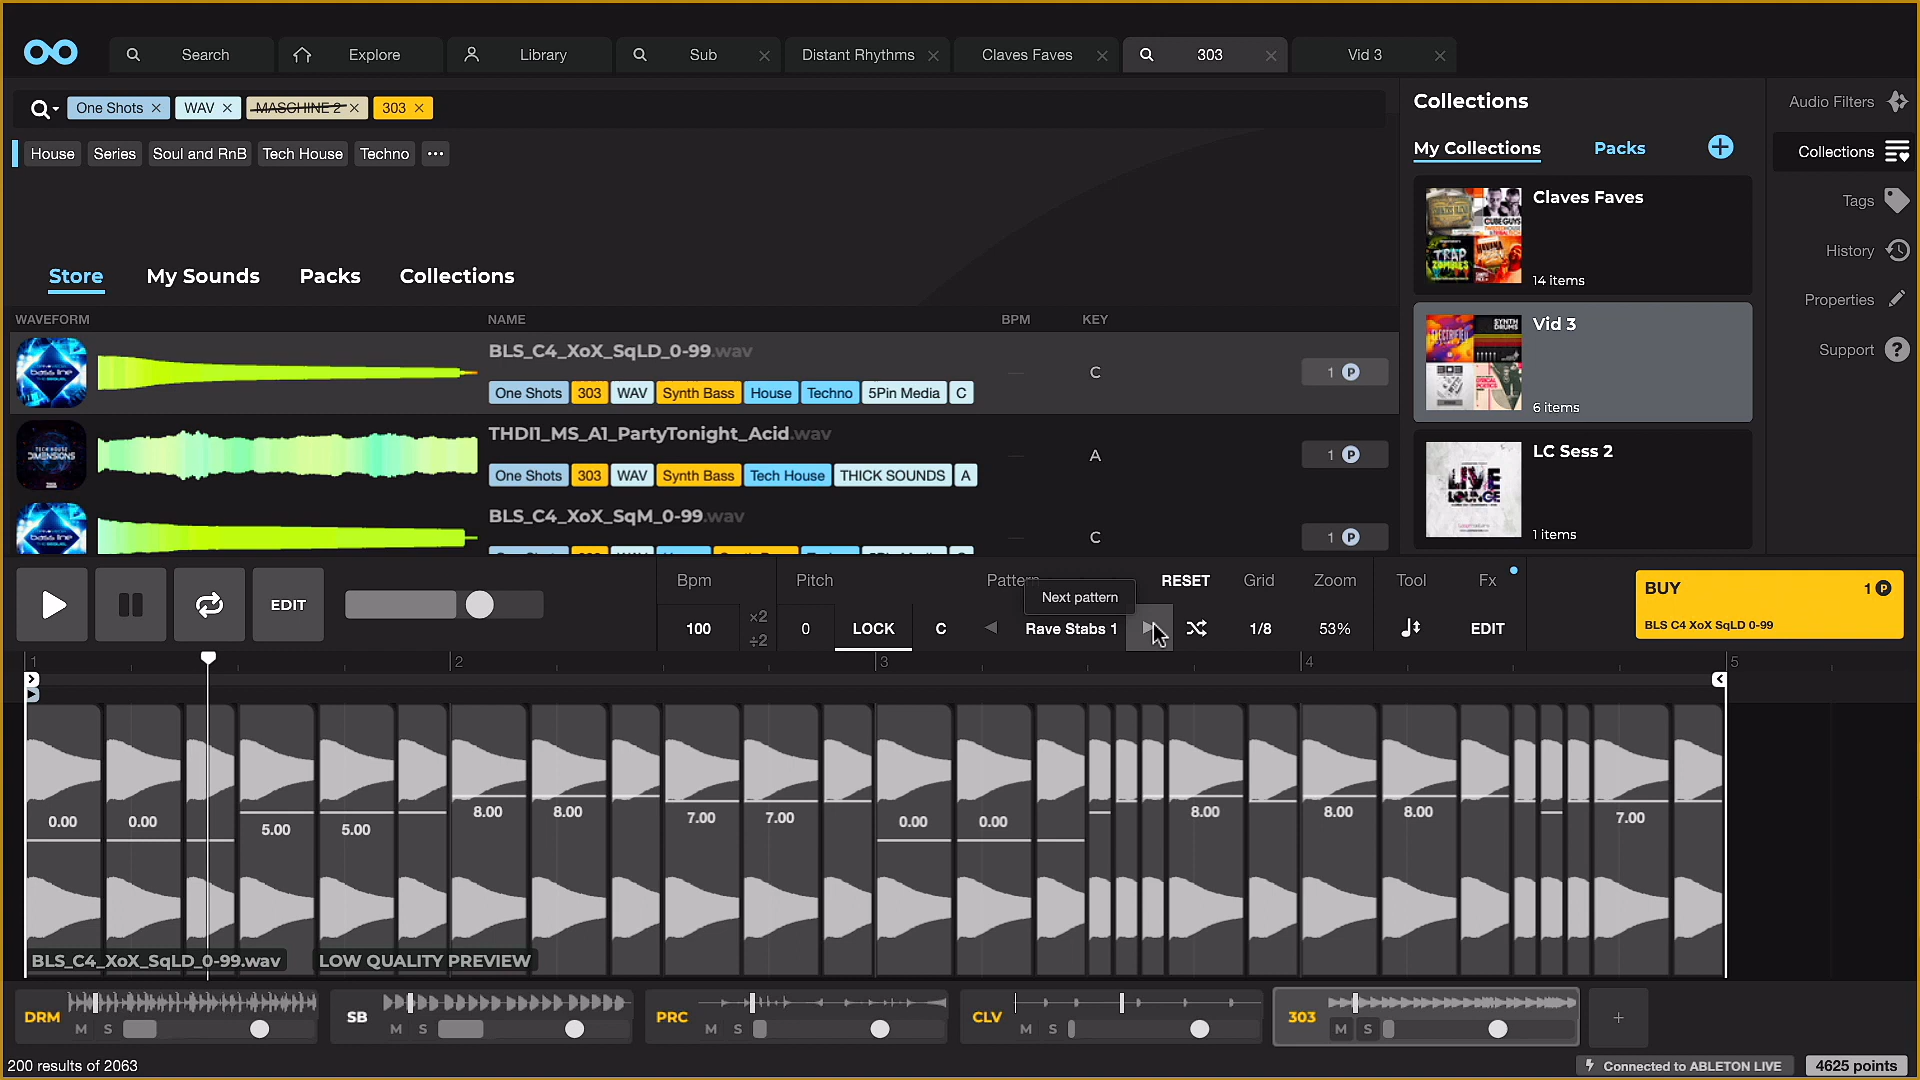 Search
Explore
Library
Sub
Distant Rhythms
Claves Faves
303
Vid 3
One Shots
WAV
MASCHINE 2
303
House
Series
Soul and RnB
Tech House
Techno
Store
My Sounds
Packs
Collections
WAVEFORM NAME BPM KEY
BLS_C4_XoX_SqLD_0-99.wav
One Shots 303 WAV Synth Bass House Techno 5Pin Media C
C
1 P
THDI1_MS_A1_PartyTonight_Acid.wav
One Shots 303 WAV Synth Bass Tech House THICK SOUNDS A
A
1 P
BLS_C4_XoX_SqM_0-99.wav
C
1 P
Collections
My Collections
Packs
Claves Faves
14 items
Vid 3
6 items
LC Sess 2
1 items
Audio Filters
Collections
Tags
History
Properties
Support
EDIT
Bpm
100
×2
÷2
Pitch
0
LOCK
C
Pattern
Next pattern
Rave Stabs 1
RESET
Grid
1/8
Zoom
53%
Tool
Fx
EDIT
BUY 1 P
BLS C4 XoX SqLD 0-99
1 2 3 4 5
0.00 0.00 5.00 5.00 8.00 8.00 7.00 7.00 0.00 0.00 8.00 8.00 8.00 7.00
BLS_C4_XoX_SqLD_0-99.wav
LOW QUALITY PREVIEW
DRM
M S
SB
M S
PRC
M S
CLV
M S
303
M S
200 results of 2063
Connected to ABLETON LIVE
4625 points